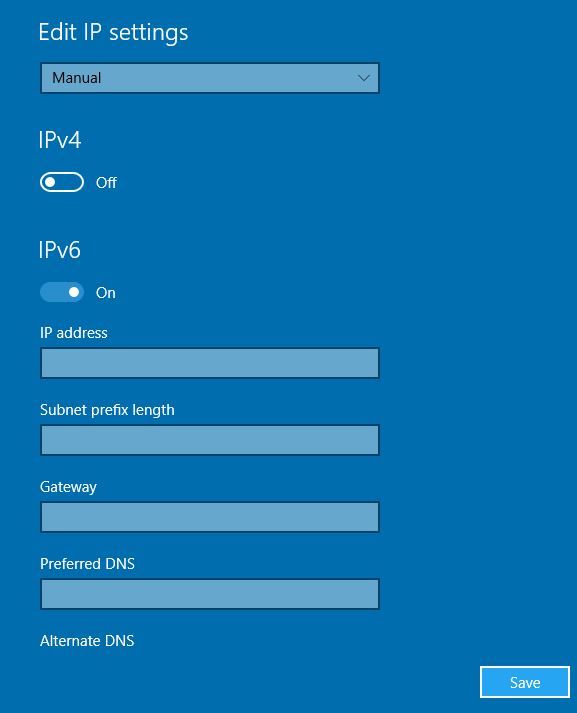 Edit IP settings
Manual
IPv4
Off
IPv6
On
IP address
Subnet prefix length
Gateway
Preferred DNS
Alternate DNS
Save